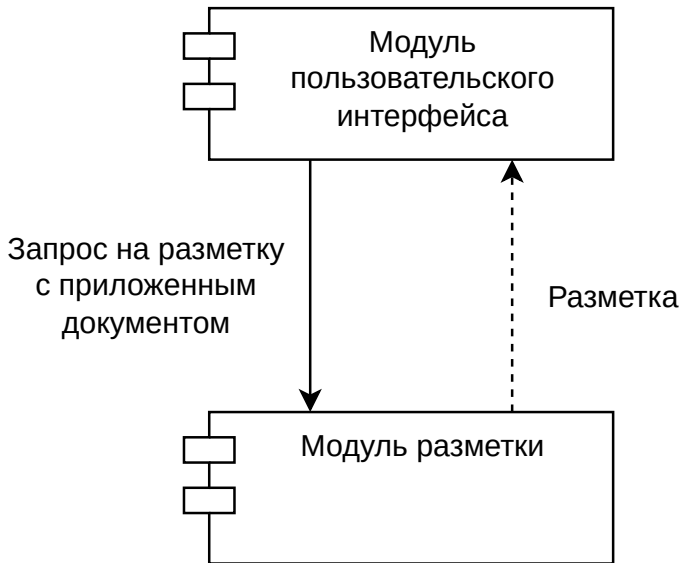 Модуль
пользовательского
интерфейса
Запрос на разметку
с приложенным
документом
Разметка
Модуль разметки